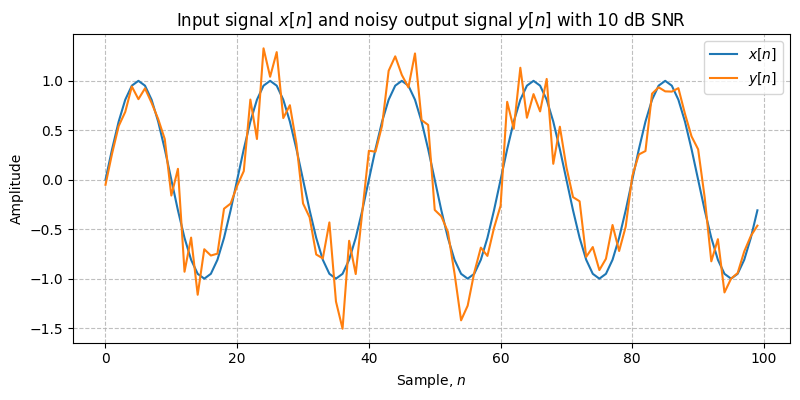 Input signal x[n] and noisy output signal y[n] with 10 dB SNR
x[n]
y[n]
Amplitude
1.0
0.5
0.0
−0.5
−1.0
−1.5
0 20 40 60 80 100
Sample, n